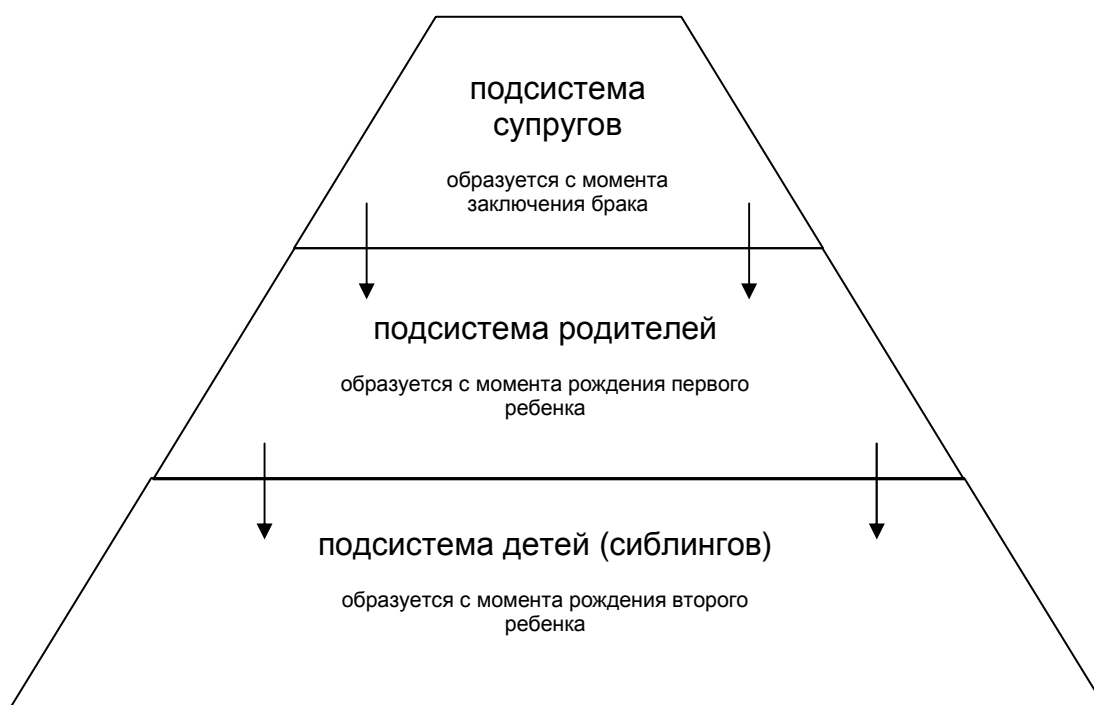 подсистема
супругов
образуется с момента
заключения брака
подсистема родителей
образуется с момента рождения первого
ребенка
подсистема детей (сиблингов)
образуется с момента рождения второго
ребенка